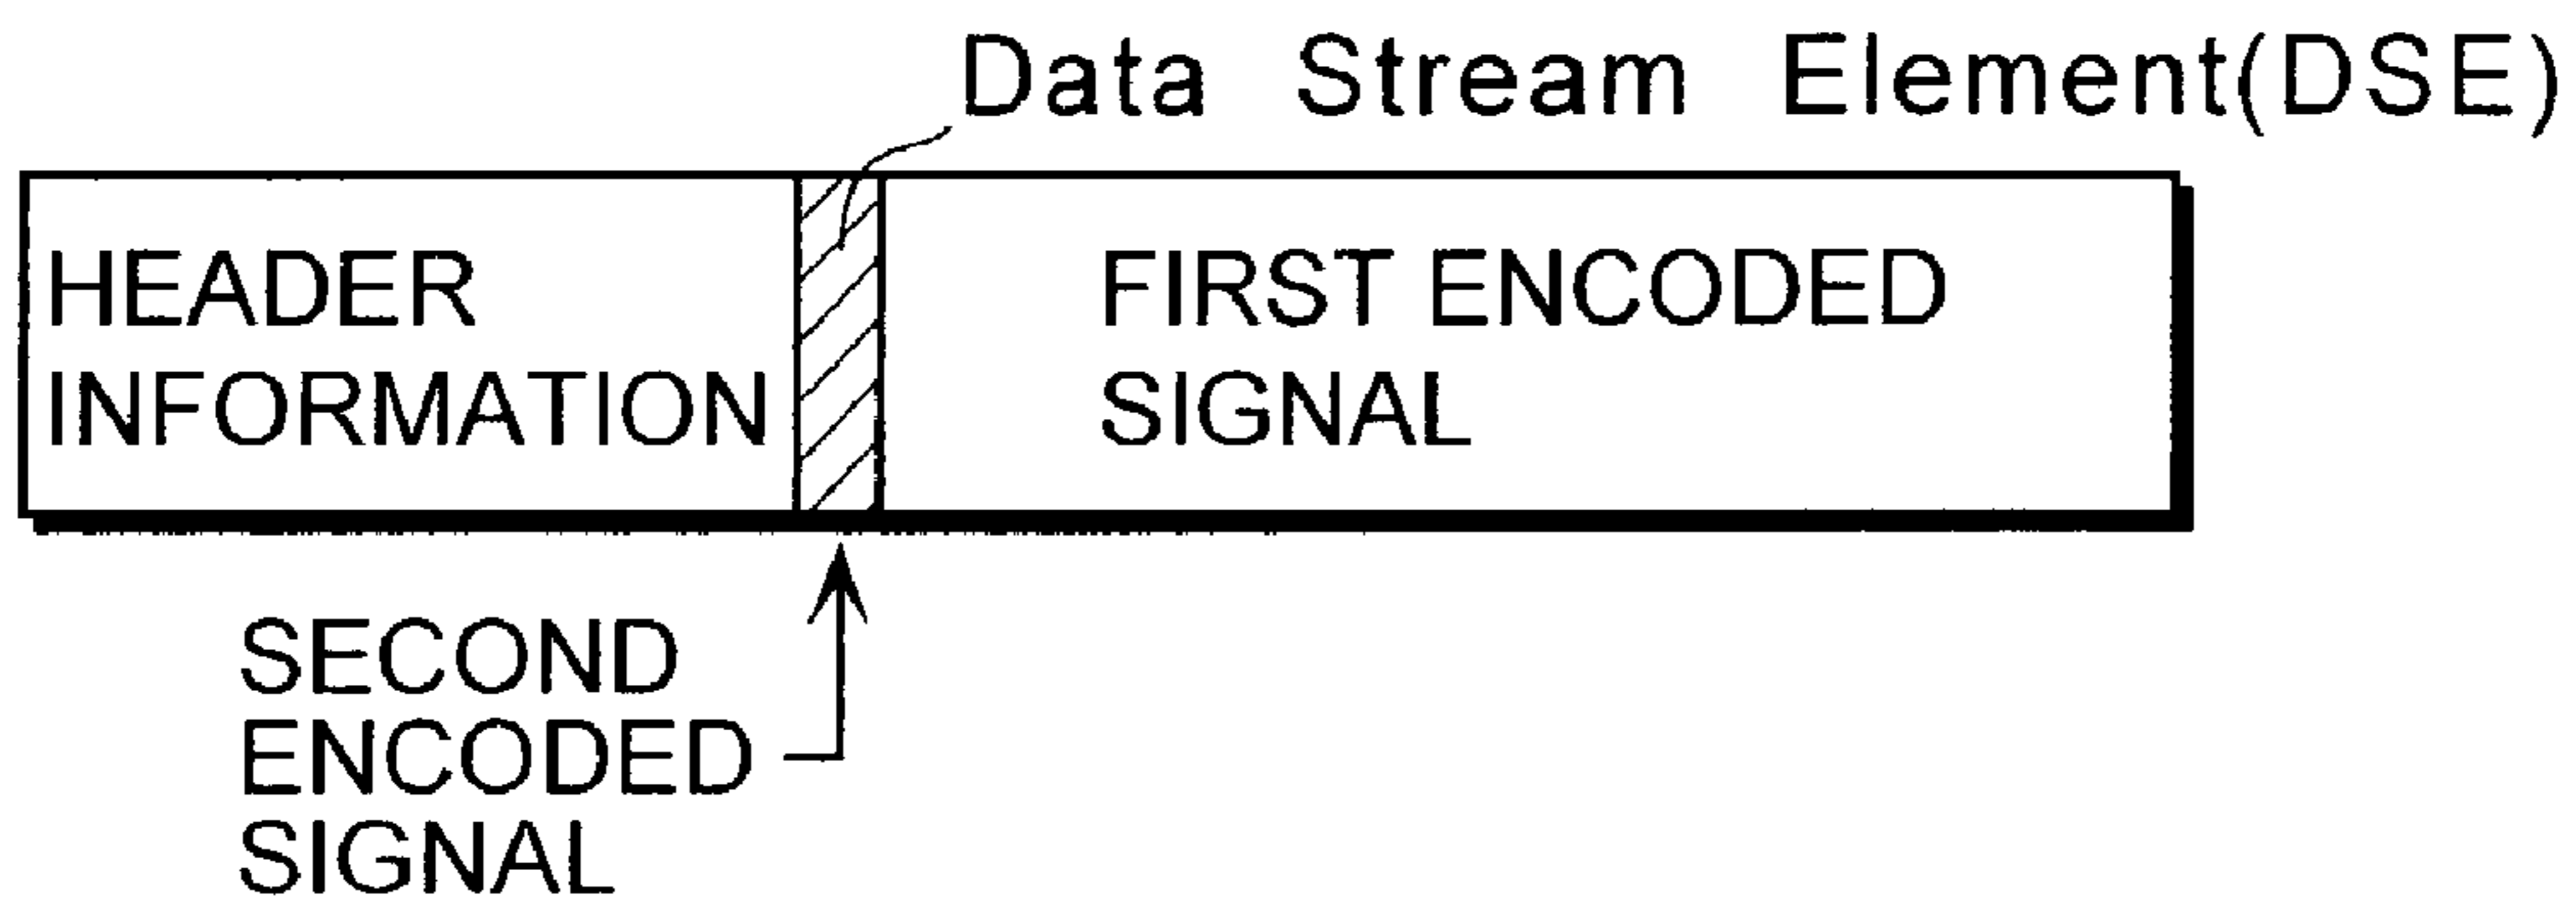 Data Stream Element(DSE)
HEADER
INFORMATION
FIRST ENCODED
SIGNAL
SECOND
ENCODED
SIGNAL